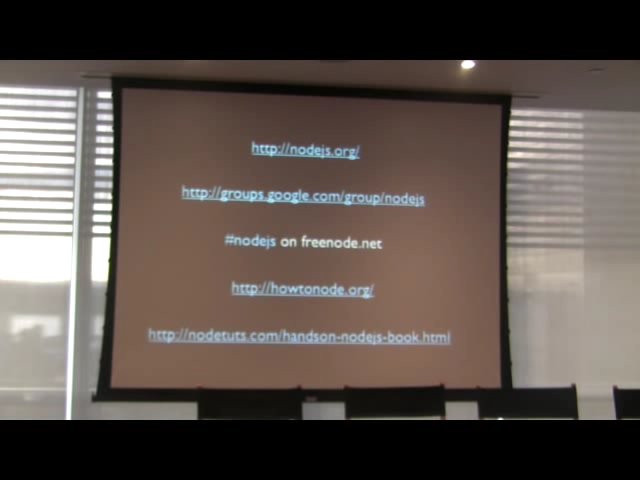 http://nodejs.org/
http://groups.google.com/group/nodejs
#nodejs on freenode.net
http://howtonode.org/
http://nodetuts.com/handson-nodejs-book.html